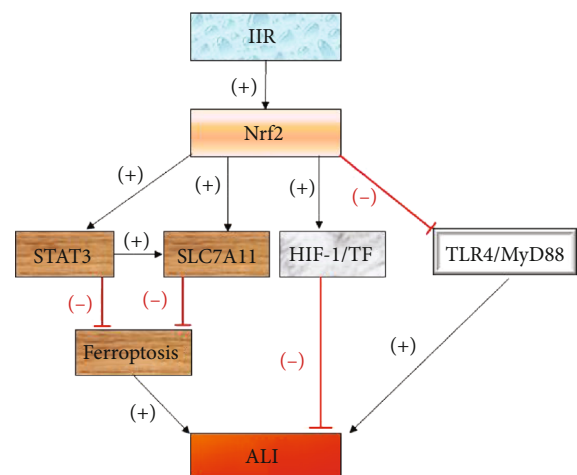 IIR
(+)
Nrf2
(+)
(+)
(+)
(–)
STAT3
(+)
SLC7A11
HIF-1/TF
TLR4/MyD88
(–)
(–)
Ferroptosis
(–)
(+)
(+)
ALI